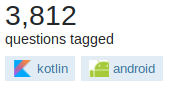 3,812
questions tagged
kotlin android